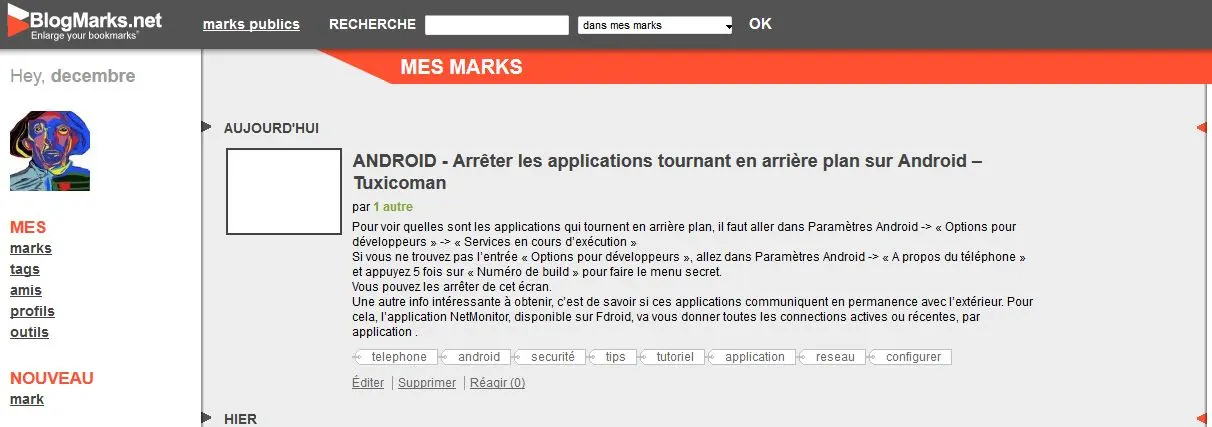 BlogMarks.net
Enlarge your bookmarks®
marks publics
RECHERCHE
dans mes marks
OK
Hey, decembre
MES MARKS
AUJOURD'HUI
ANDROID - Arrêter les applications tournant en arrière plan sur Android –
Tuxicoman
par 1 autre
Pour voir quelles sont les applications qui tournent en arrière plan, il faut aller dans Paramètres Android -> « Options pour
développeurs » -> « Services en cours d’exécution »
Si vous ne trouvez pas l’entrée « Options pour développeurs », allez dans Paramètres Android -> « A propos du téléphone »
et appuyez 5 fois sur « Numéro de build » pour faire le menu secret.
Vous pouvez les arrêter de cet écran.
Une autre info intéressante à obtenir, c’est de savoir si ces applications communiquent en permanence avec l’extérieur. Pour
cela, l’application NetMonitor, disponible sur Fdroid, va vous donner toutes les connections actives ou récentes, par
application .
telephone android securité tips tutoriel application reseau configurer
Éditer Supprimer Réagir (0)
MES
marks
tags
amis
profils
outils
NOUVEAU
mark
HIER